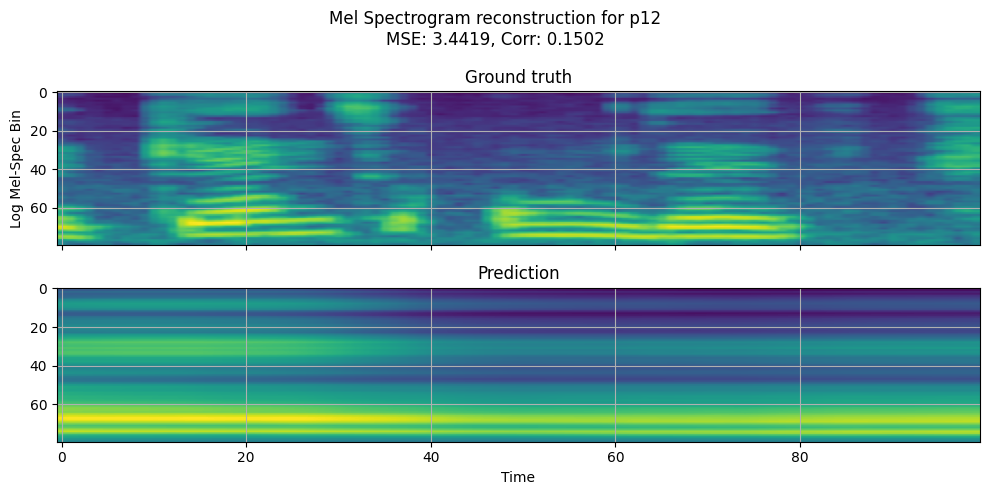 Mel Spectrogram reconstruction for p12
MSE: 3.4419, Corr: 0.1502
Ground truth
Log Mel-Spec Bin
0
20
40
60
Prediction
0
20
40
60
0 20 40 60 80
Time